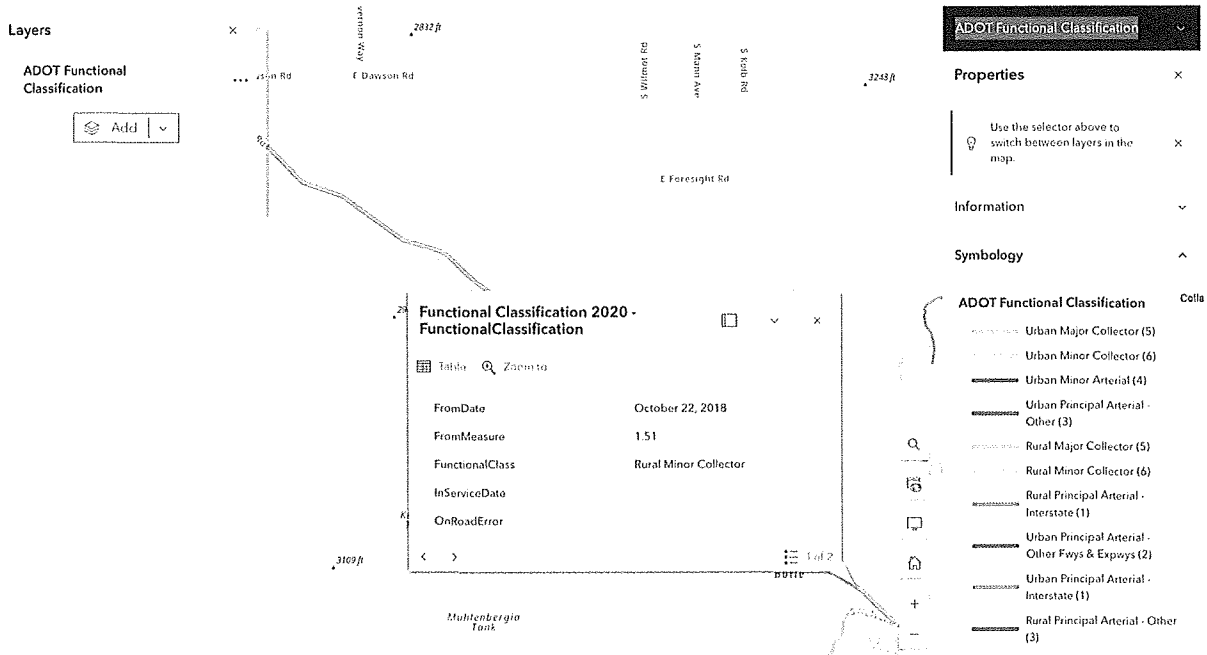 Layers
ADOT Functional
Classification
Add
E Dawson Rd
2832 ft
S Wilmot Rd
S Mann Ave
S Kolb Rd
3243 ft
E Foresight Rd
Functional Classification 2020 -
FunctionalClassification
Table Zoom to
FromDate October 22, 2018
FromMeasure 1.51
FunctionalClass Rural Minor Collector
InServiceDate
OnRoadError
1 of 2
3109 ft
Muhlenbergia
Tank
ADOT Functional Classification
Properties
Use the selector above to
switch between layers in the
map.
Information
Symbology
ADOT Functional Classification
Urban Major Collector (5)
Urban Minor Collector (6)
Urban Minor Arterial (4)
Urban Principal Arterial -
Other (3)
Rural Major Collector (5)
Rural Minor Collector (6)
Rural Principal Arterial -
Interstate (1)
Urban Principal Arterial -
Other Fwys & Expwys (2)
Urban Principal Arterial -
Interstate (1)
Rural Principal Arterial - Other
(3)